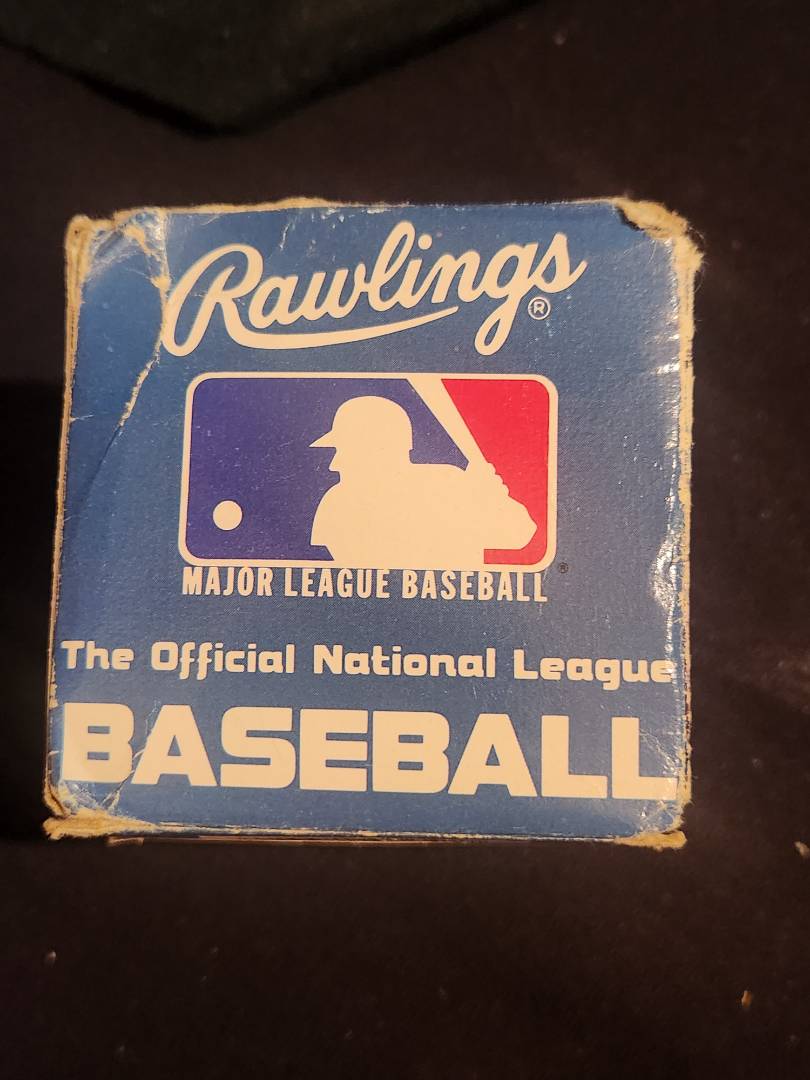 Rawlings®
MAJOR LEAGUE BASEBALL®
The Official National League
BASEBALL